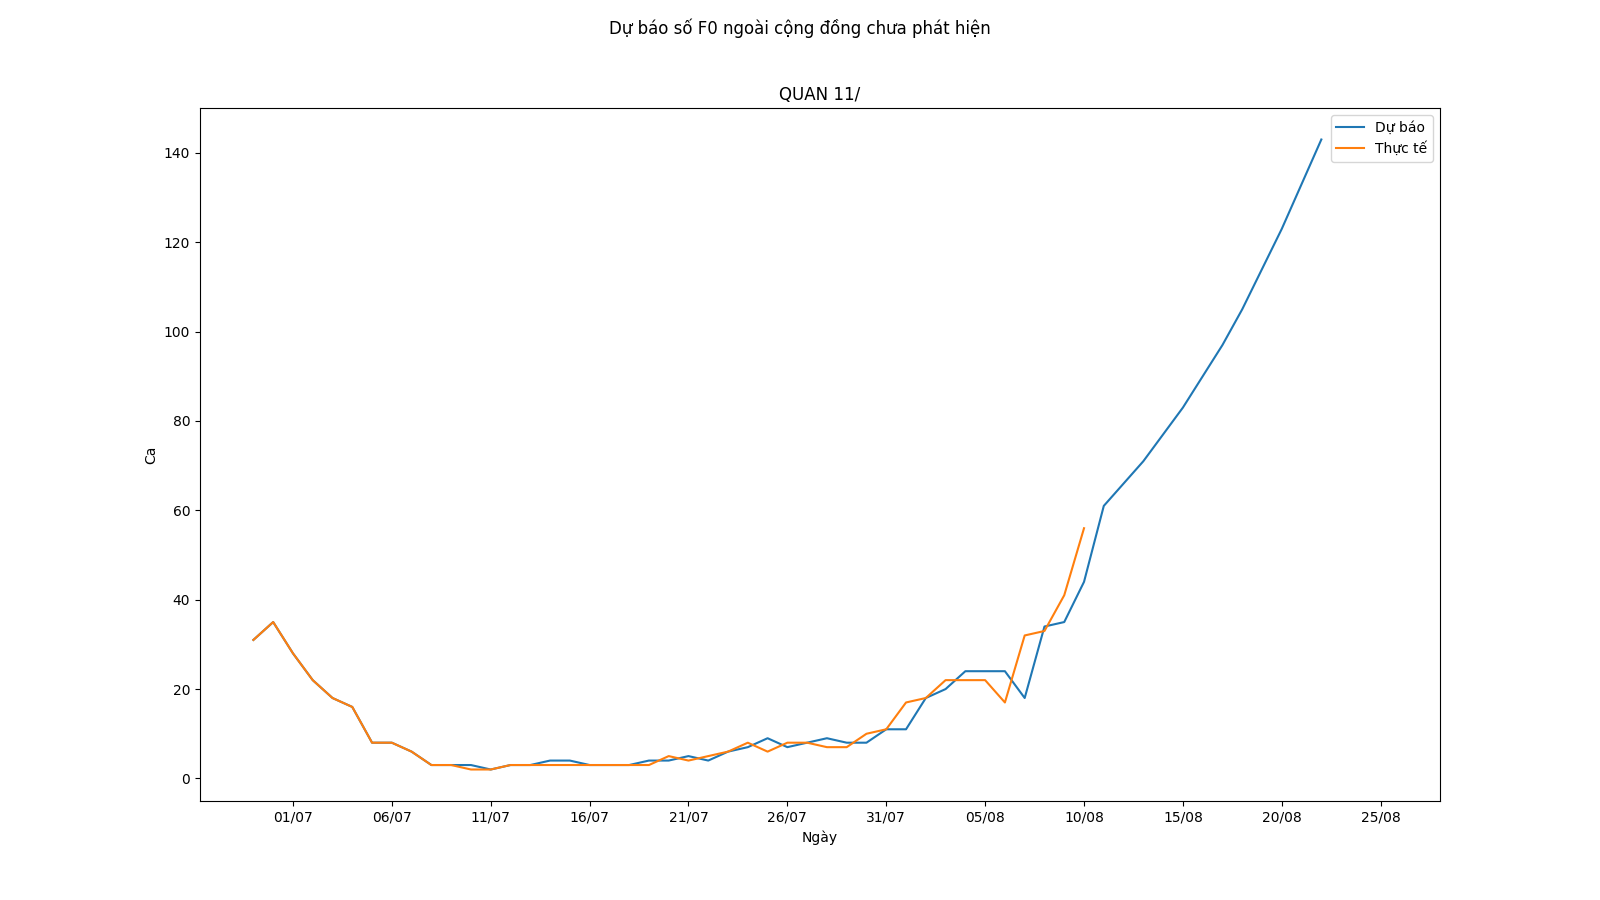 Dự báo số F0 ngoài cộng đồng chưa phát hiện
QUAN 11/
Dự báo
Thực tế
140
120
100
80
60
40
20
0
Ca
01/07 06/07 11/07 16/07 21/07 26/07 31/07 05/08 10/08 15/08 20/08 25/08
Ngày